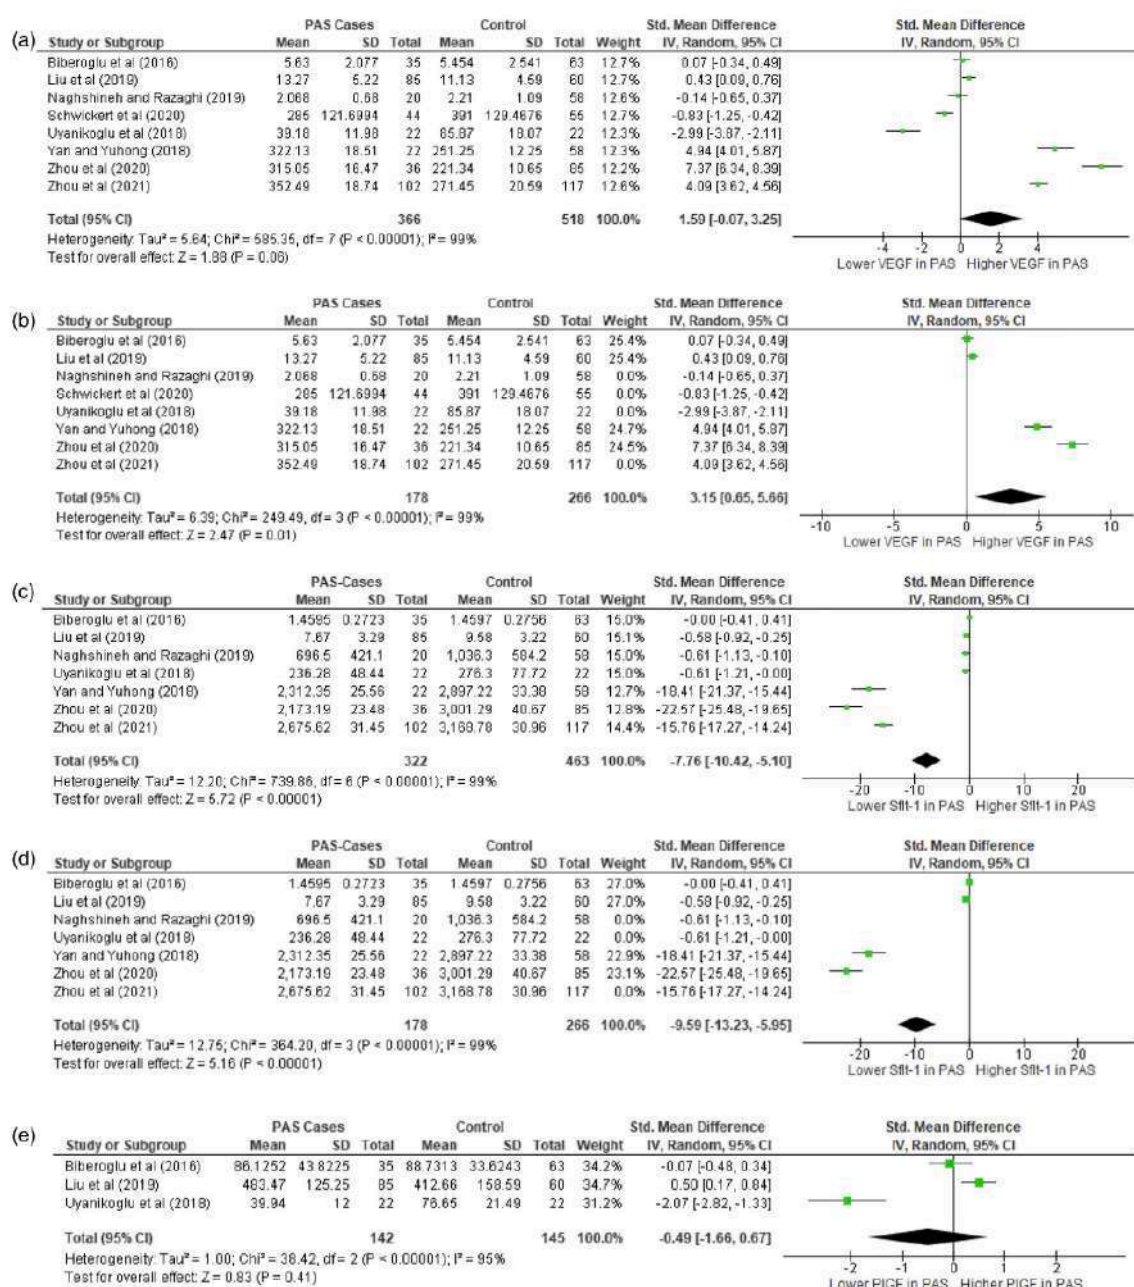 (a)
PAS Cases Control Std. Mean Difference Std. Mean Difference
Study or Subgroup Mean SD Total Mean SD Total Weight IV, Random, 95% CI IV, Random, 95% CI
Biberoglu et al (2016) 5.63 2.077 35 5.454 2.541 63 12.7% 0.07 [-0.34, 0.49]
Liu et al (2019) 13.27 5.22 85 11.13 4.59 60 12.7% 0.43 [0.09, 0.76]
Naghshineh and Razaghi (2019) 2.068 0.68 20 2.21 1.09 58 12.6% -0.14 [-0.65, 0.37]
Schwickert et al (2020) 285 121.6994 44 391 129.4676 55 12.7% -0.83 [-1.25, -0.42]
Uyanikoglu et al (2018) 39.18 11.98 22 85.87 18.07 22 12.3% -2.99 [-3.87, -2.11]
Yan and Yuhong (2018) 322.13 18.51 22 251.25 12.25 58 12.2% 4.94 [4.01, 5.87]
Zhou et al (2020) 315.05 16.47 36 221.34 10.65 85 12.2% 7.37 [6.34, 8.39]
Zhou et al (2021) 352.49 18.74 102 271.45 20.59 117 12.6% 4.09 [3.62, 4.56]
Total (95% CI) 366 518 100.0% 1.59 [-0.07, 3.25]
Heterogeneity: Tau² = 5.64; Chi² = 585.35, df = 7 (P < 0.00001); I² = 99%
Test for overall effect: Z = 1.88 (P = 0.06)
-4 -2 0 2 4
Lower VEGF in PAS Higher VEGF in PAS
(b)
PAS Cases Control Std. Mean Difference Std. Mean Difference
Study or Subgroup Mean SD Total Mean SD Total Weight IV, Random, 95% CI IV, Random, 95% CI
Biberoglu et al (2016) 5.63 2.077 35 5.454 2.541 63 25.4% 0.07 [-0.34, 0.49]
Liu et al (2019) 13.27 5.22 85 11.13 4.59 60 25.4% 0.43 [0.09, 0.76]
Naghshineh and Razaghi (2019) 2.068 0.68 20 2.21 1.09 58 0.0% -0.14 [-0.65, 0.37]
Schwickert et al (2020) 285 121.6994 44 391 129.4676 55 0.0% -0.83 [-1.25, -0.42]
Uyanikoglu et al (2018) 39.18 11.98 22 85.87 18.07 22 0.0% -2.99 [-3.87, -2.11]
Yan and Yuhong (2018) 322.13 18.51 22 251.25 12.25 58 24.7% 4.94 [4.01, 5.87]
Zhou et al (2020) 315.05 16.47 36 221.34 10.65 85 24.5% 7.37 [6.34, 8.39]
Zhou et al (2021) 352.49 18.74 102 271.45 20.59 117 0.0% 4.09 [3.62, 4.56]
Total (95% CI) 178 266 100.0% 3.15 [0.65, 5.66]
Heterogeneity: Tau² = 6.39; Chi² = 249.49, df = 3 (P < 0.00001); I² = 99%
Test for overall effect: Z = 2.47 (P = 0.01)
-10 -5 0 5 10
Lower VEGF in PAS Higher VEGF in PAS
(c)
PAS-Cases Control Std. Mean Difference Std. Mean Difference
Study or Subgroup Mean SD Total Mean SD Total Weight IV, Random, 95% CI IV, Random, 95% CI
Biberoglu et al (2016) 1.4595 0.2723 35 1.4597 0.2756 63 15.0% -0.00 [-0.41, 0.41]
Liu et al (2019) 7.67 3.29 85 9.58 3.22 60 15.1% -0.58 [-0.92, -0.25]
Naghshineh and Razaghi (2019) 696.5 421.1 20 1,036.3 584.2 58 15.0% -0.61 [-1.13, -0.10]
Uyanikoglu et al (2018) 236.28 48.44 22 276.3 77.72 22 15.0% -0.61 [-1.21, -0.00]
Yan and Yuhong (2018) 2,312.35 25.56 22 2,897.22 33.38 58 12.7% -18.41 [-21.37, -15.44]
Zhou et al (2020) 2,173.19 23.48 36 3,001.29 40.67 85 12.8% -22.57 [-25.48, -19.65]
Zhou et al (2021) 2,675.62 31.45 102 3,168.78 30.96 117 14.4% -15.76 [-17.27, -14.24]
Total (95% CI) 322 463 100.0% -7.76 [-10.42, -5.10]
Heterogeneity: Tau² = 12.20; Chi² = 739.86, df = 6 (P < 0.00001); I² = 99%
Test for overall effect: Z = 5.72 (P < 0.00001)
-20 -10 0 10 20
Lower Sflt-1 in PAS Higher Sflt-1 in PAS
(d)
PAS-Cases Control Std. Mean Difference Std. Mean Difference
Study or Subgroup Mean SD Total Mean SD Total Weight IV, Random, 95% CI IV, Random, 95% CI
Biberoglu et al (2016) 1.4595 0.2723 35 1.4597 0.2756 63 27.0% -0.00 [-0.41, 0.41]
Liu et al (2019) 7.67 3.29 85 9.58 3.22 60 27.0% -0.58 [-0.92, -0.25]
Naghshineh and Razaghi (2019) 696.5 421.1 20 1,036.3 584.2 58 0.0% -0.61 [-1.13, -0.10]
Uyanikoglu et al (2018) 236.28 48.44 22 276.3 77.72 22 0.0% -0.61 [-1.21, -0.00]
Yan and Yuhong (2018) 2,312.35 25.56 22 2,897.22 33.38 58 22.9% -18.41 [-21.37, -15.44]
Zhou et al (2020) 2,173.19 23.48 36 3,001.29 40.67 85 23.1% -22.57 [-25.48, -19.65]
Zhou et al (2021) 2,675.62 31.45 102 3,168.78 30.96 117 0.0% -15.76 [-17.27, -14.24]
Total (95% CI) 178 266 100.0% -9.59 [-13.23, -5.95]
Heterogeneity: Tau² = 12.75; Chi² = 364.20, df = 3 (P < 0.00001); I² = 99%
Test for overall effect: Z = 5.16 (P < 0.00001)
-20 -10 0 10 20
Lower Sflt-1 in PAS Higher Sflt-1 in PAS
(e)
PAS Cases Control Std. Mean Difference Std. Mean Difference
Study or Subgroup Mean SD Total Mean SD Total Weight IV, Random, 95% CI IV, Random, 95% CI
Biberoglu et al (2016) 86.1252 43.8225 35 88.7313 33.6243 63 34.2% -0.07 [-0.48, 0.34]
Liu et al (2019) 483.47 125.25 85 412.66 158.59 60 34.7% 0.50 [0.17, 0.84]
Uyanikoglu et al (2018) 39.94 12 22 76.65 21.49 22 31.2% -2.07 [-2.82, -1.33]
Total (95% CI) 142 145 100.0% -0.49 [-1.66, 0.67]
Heterogeneity: Tau² = 1.00; Chi² = 38.42, df = 2 (P < 0.00001); I² = 95%
Test for overall effect: Z = 0.83 (P = 0.41)
-2 -1 0 1 2
Lower PlGF in PAS Higher PlGF in PAS